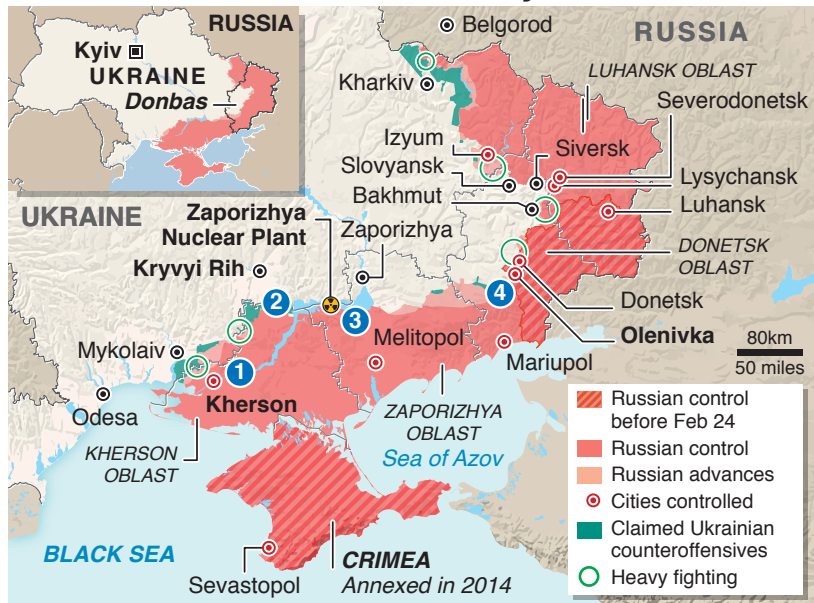 RUSSIA
Kyiv
UKRAINE
Donbas
Belgorod
RUSSIA
Kharkiv
LUHANSK OBLAST
Severodonetsk
Izyum
Siversk
Slovyansk
Lysychansk
Bakhmut
Luhansk
UKRAINE
Zaporizhya
Nuclear Plant
Zaporizhya
DONETSK
OBLAST
Kryvyi Rih
2
3
4
Donetsk
Olenivka
Mykolaiv
1
Melitopol
Mariupol
80km
50 miles
Odesa
Kherson
KHERSON
OBLAST
ZAPORIZHYA
OBLAST
Sea of Azov
BLACK SEA
CRIMEA
Annexed in 2014
Sevastopol
Russian control
before Feb 24
Russian control
Russian advances
Cities controlled
Claimed Ukrainian
counteroffensives
Heavy fighting